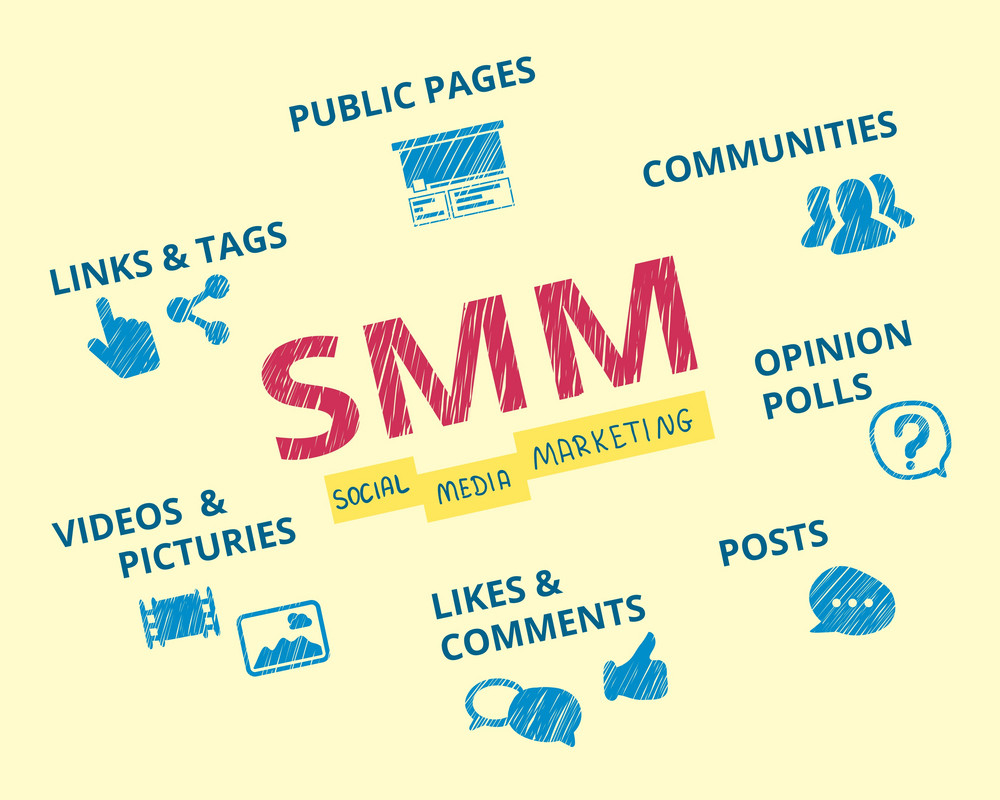 PUBLIC PAGES
COMMUNITIES
LINKS & TAGS
SMM
SOCIAL MEDIA MARKETING
OPINION
POLLS
VIDEOS &
PICTURIES
LIKES &
COMMENTS
POSTS
?